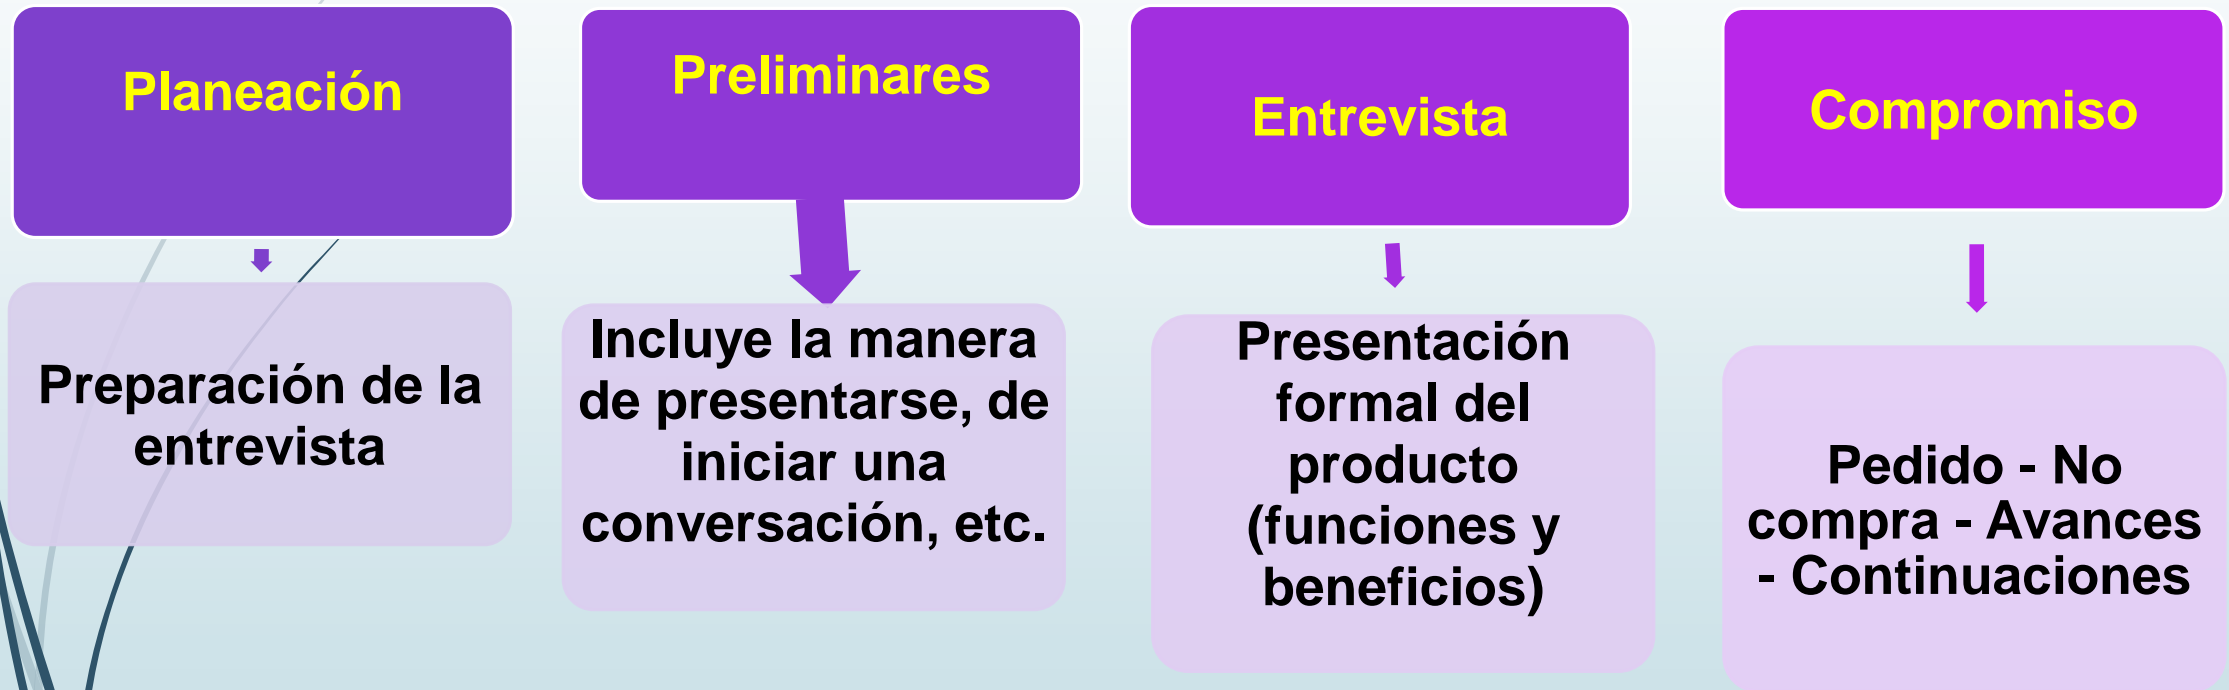 Planeación
Preparación de la
entrevista
Preliminares
Incluye la manera
de presentarse, de
iniciar una
conversación, etc.
Entrevista
Presentación
formal del
producto
(funciones y
beneficios)
Compromiso
Pedido - No
compra - Avances
- Continuaciones